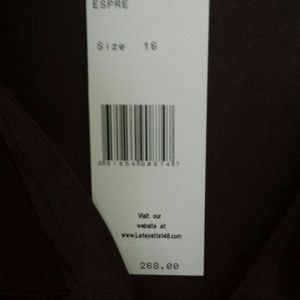 ESPRE
Size 16
Visit our
website at
www.Lafayette148.com
268.00